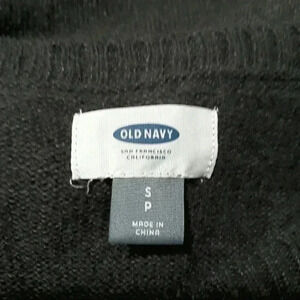 OLD NAVY
SAN FRANCISCO
CALIFORNIA
S
P
MADE IN
CHINA